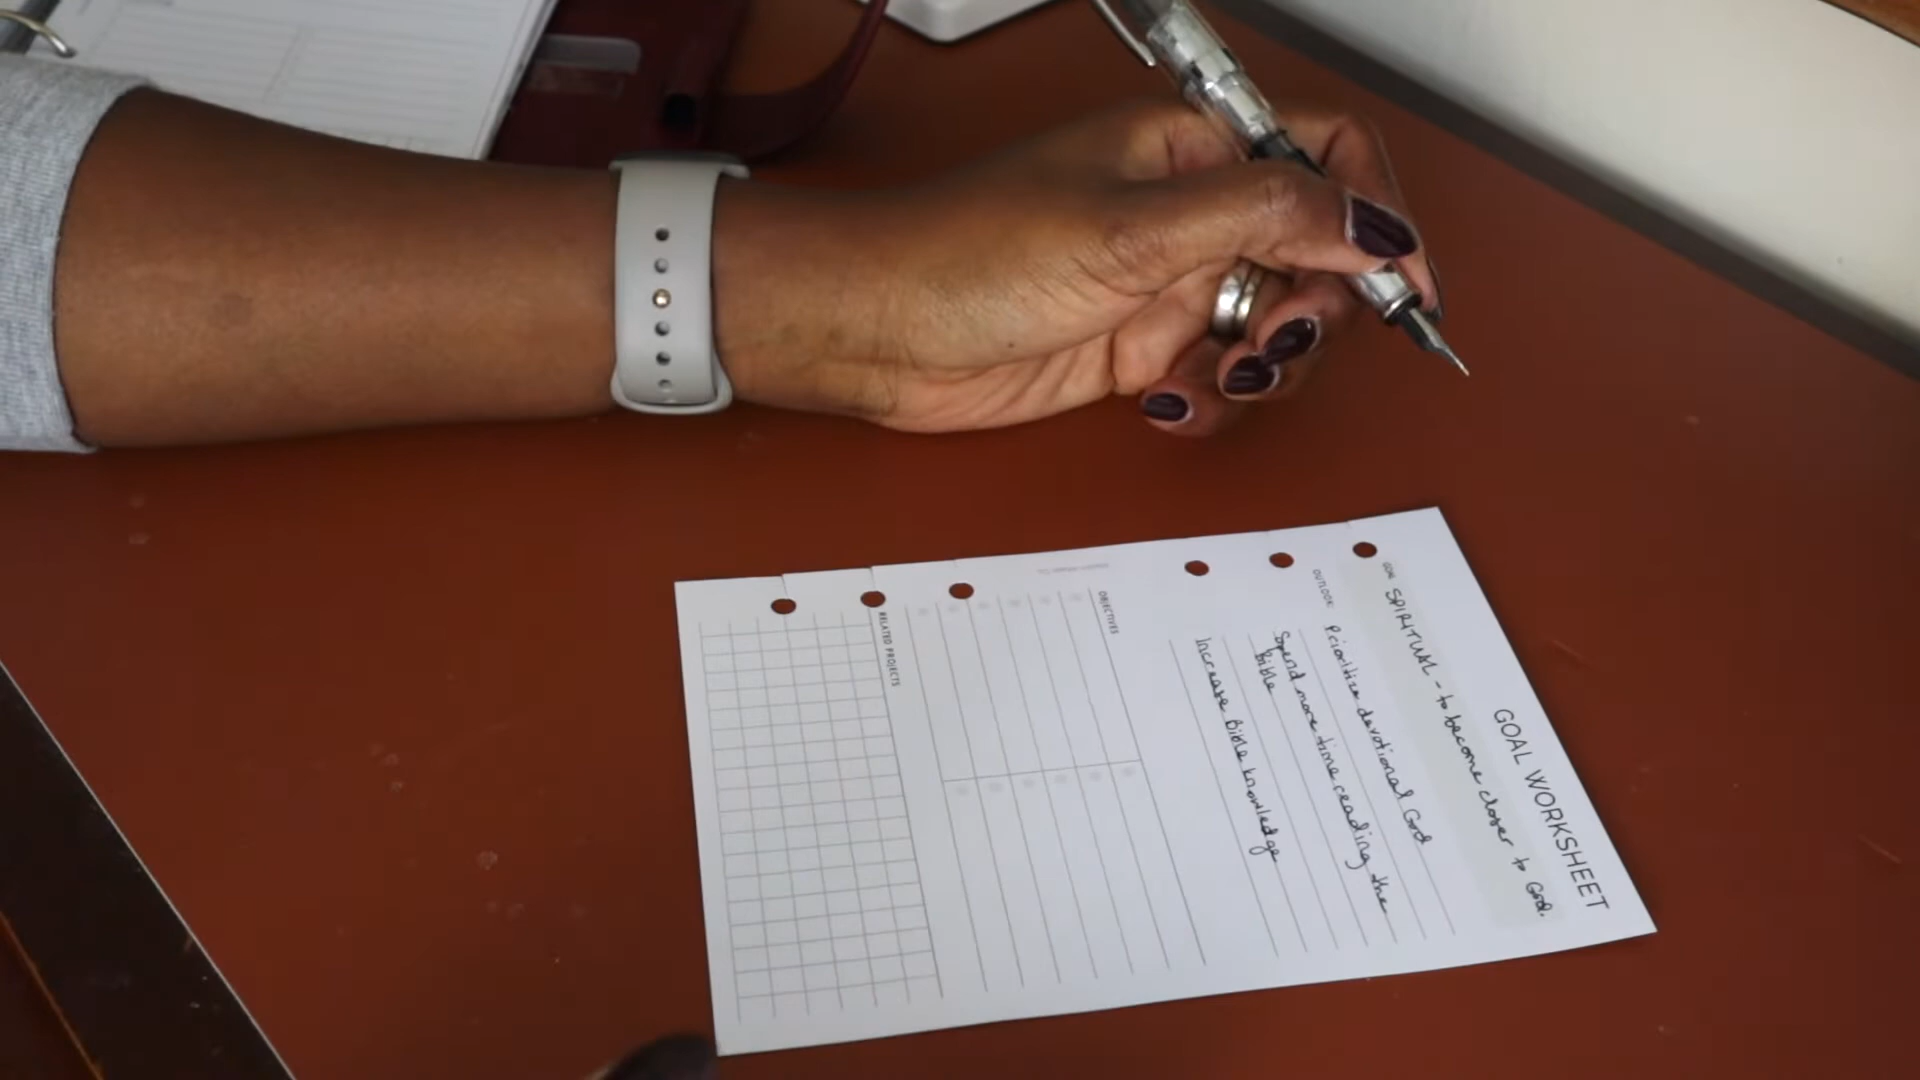 GOAL WORKSHEET
GOAL: SPIRITUAL - to become closer to God.
OUTLOOK: Prioritize devotional God
Spend more time reading the
Bible
Increase Bible knowledge
OBJECTIVES
RELATED PROJECTS